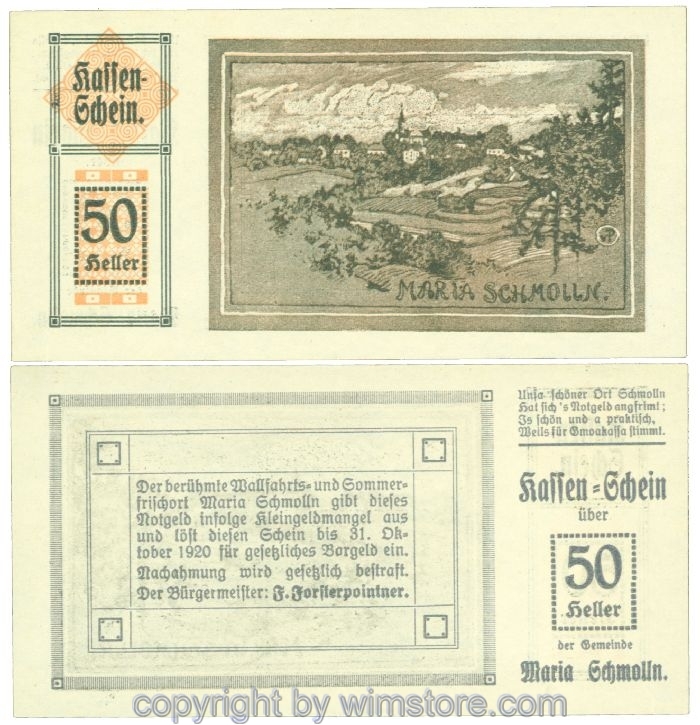 Kassen-
Schein.
50
Heller
MARIA SCHMOLLN.
Der berühmte Wallfahrts- und Sommer-
frischort Maria Schmolln gibt dieses
Notgeld infolge Kleingeldmangel aus
und löst diesen Schein bis 31. Ok-
tober 1920 für gesetzliches Bargeld ein.
Nachahmung wird gesetzlich bestraft.
Der Bürgermeister: F. Forsterpointner.
Unsa schöner Ort Schmolln
Hat sich 's Notgeld angfrimt;
Is schön und a praktisch,
Weils für Gmoakassa stimmt.
Kassen-Schein
über
50
Heller
der Gemeinde
Maria Schmolln.
copyright by wimstore.com